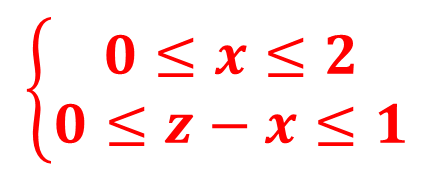 0 ≤ x ≤ 2
0 ≤ z − x ≤ 1